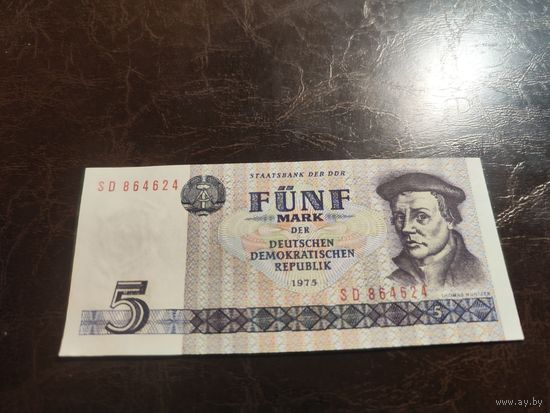 STAATSBANK DER DDR
SD 864624
FÜNF
MARK
DER
DEUTSCHEN
DEMOKRATISCHEN
REPUBLIK
1975
SD 864624
THOMAS MÜNTZER
5
5
www.ay.by